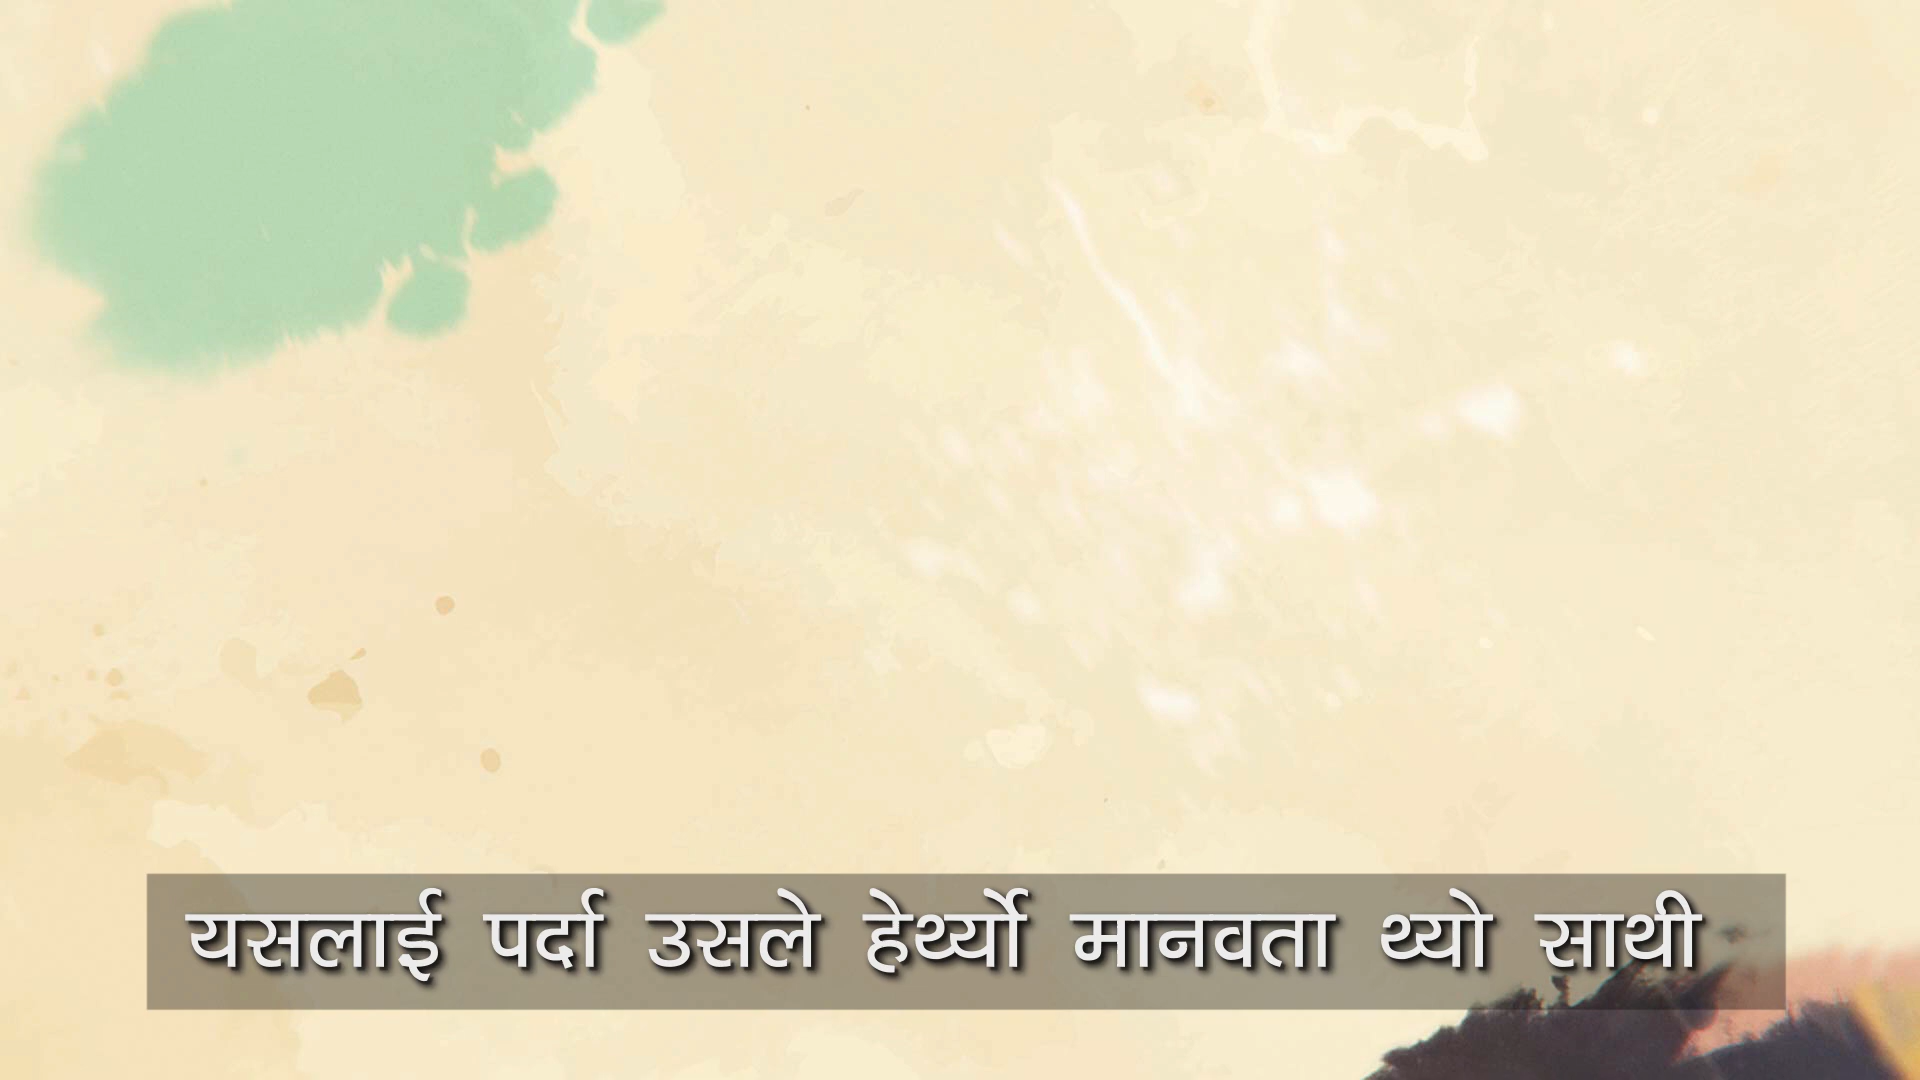 यसलाई पर्दा उसले हेर्थ्यो मानवता थ्यो साथी